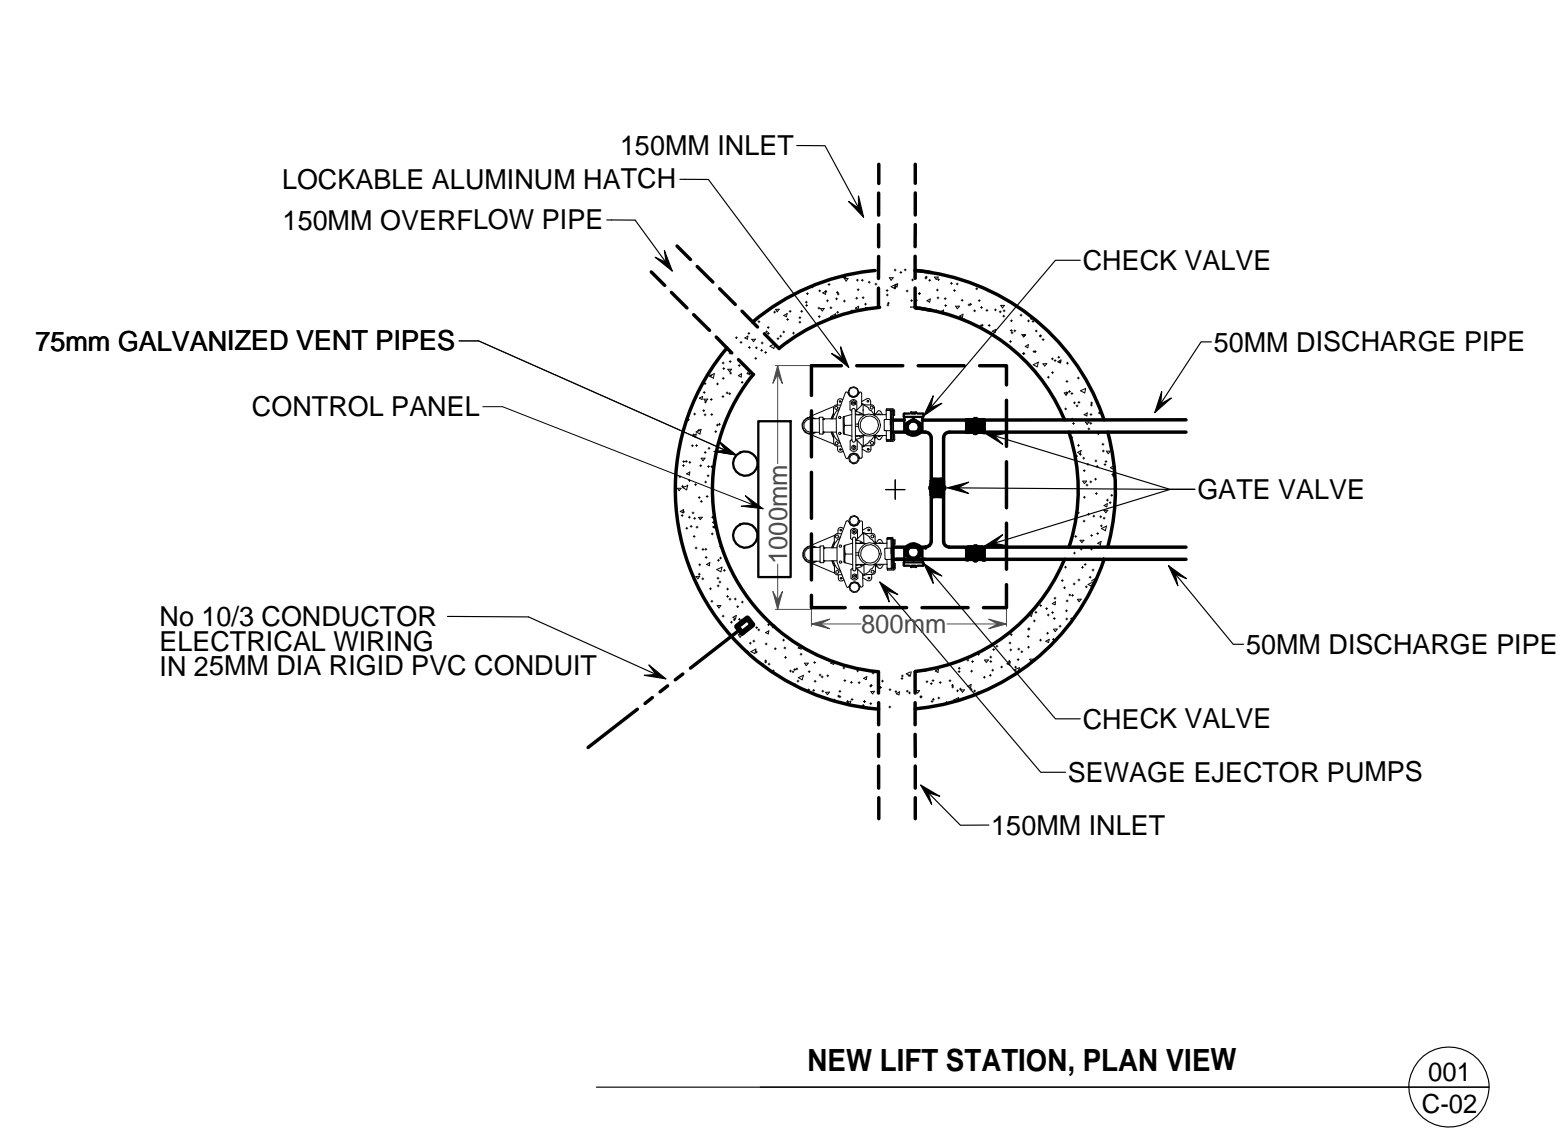 150MM INLET
LOCKABLE ALUMINUM HATCH
150MM OVERFLOW PIPE
CHECK VALVE
75mm GALVANIZED VENT PIPES
50MM DISCHARGE PIPE
CONTROL PANEL
1000mm
GATE VALVE
800mm
No 10/3 CONDUCTOR
ELECTRICAL WIRING
IN 25MM DIA RIGID PVC CONDUIT
50MM DISCHARGE PIPE
CHECK VALVE
SEWAGE EJECTOR PUMPS
150MM INLET
NEW LIFT STATION, PLAN VIEW
001
C-02